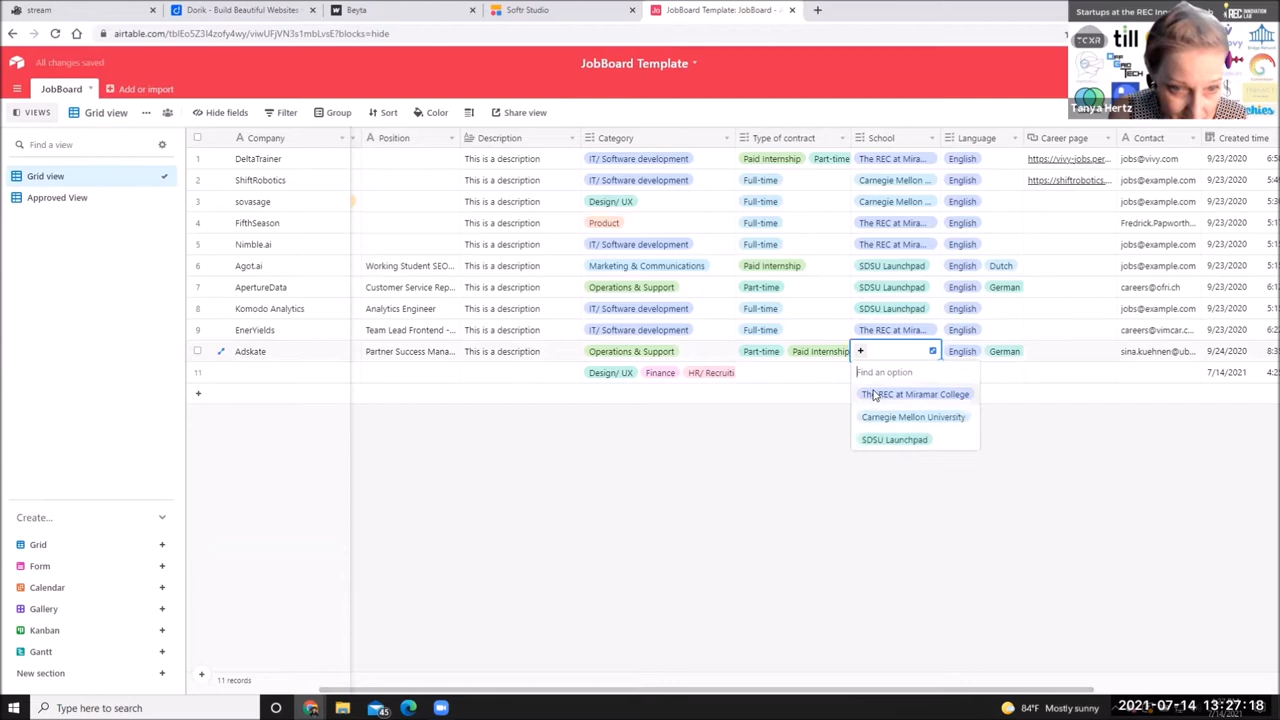 stream
Dorik - Build Beautiful Websites
Beyta
Softr Studio
JobBoard Template: JobBoard - A
airtable.com/tblEo5Z3I4zofy4wy/viwUFjVN3s1mbLvsE?blocks=hide
Startups at the REC Innovation Lab
REC INNOVATION LAB
TCXR
till
Tanya Hertz
All changes saved
JobBoard Template
JobBoard
Add or import
VIEWS
Grid view
Hide fields
Filter
Group
Sort
Color
Share view
Find a view
Grid view
Approved View
Company Position Description Category Type of contract School Language Career page Contact Created time
1 DeltaTrainer This is a description IT/ Software development Paid Internship Part-time The REC at Mira... English https://vivy-jobs.per... jobs@vivy.com 9/23/2020
2 ShiftRobotics This is a description IT/ Software development Full-time Carnegie Mellon ... English https://shiftrobotics.... jobs@example.com 9/23/2020
3 sovasage This is a description Design/ UX Full-time Carnegie Mellon ... English jobs@example.com 9/23/2020
4 FifthSeason This is a description Product Full-time The REC at Mira... English Fredrick.Papworth... 9/23/2020
5 Nimble.ai This is a description IT/ Software development Full-time The REC at Mira... English jobs@example.com 9/23/2020
6 Agot.ai Working Student SEO... This is a description Marketing & Communications Paid Internship SDSU Launchpad English Dutch jobs@example.com 9/23/2020
7 ApertureData Customer Service Rep... This is a description Operations & Support Part-time SDSU Launchpad English German careers@ofri.ch 9/23/2020
8 Komodo Analytics Analytics Engineer This is a description IT/ Software development Full-time SDSU Launchpad English jobs@example.com 9/23/2020
9 EnerYields Team Lead Frontend -... This is a description IT/ Software development Full-time The REC at Mira... English careers@vimcar.c... 9/23/2020
Adskate Partner Success Mana... This is a description Operations & Support Part-time Paid Internship English German sina.kuehnen@ub... 9/24/2020
11 Design/ UX Finance HR/ Recruiti 7/14/2021
Find an option
The REC at Miramar College
Carnegie Mellon University
SDSU Launchpad
Create...
Grid
Form
Calendar
Gallery
Kanban
Gantt
New section
11 records
Type here to search
45
84°F Mostly sunny
2021-07-14 13:27:18